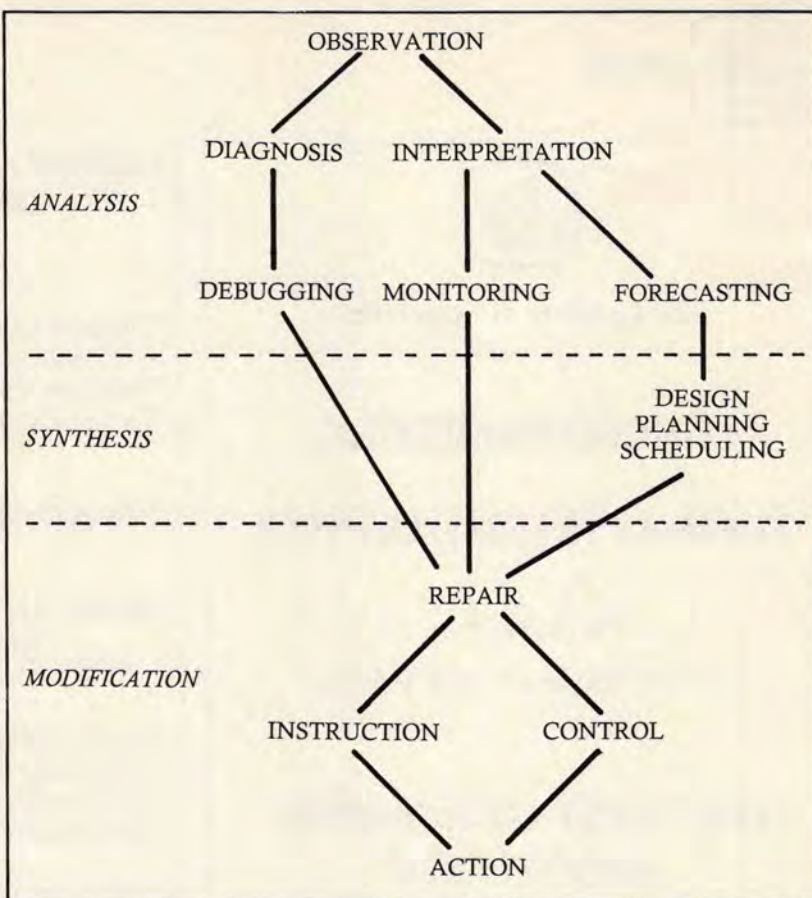 OBSERVATION
DIAGNOSIS INTERPRETATION
ANALYSIS
DEBUGGING MONITORING FORECASTING
DESIGN
PLANNING
SYNTHESIS
SCHEDULING
REPAIR
MODIFICATION
INSTRUCTION CONTROL
ACTION